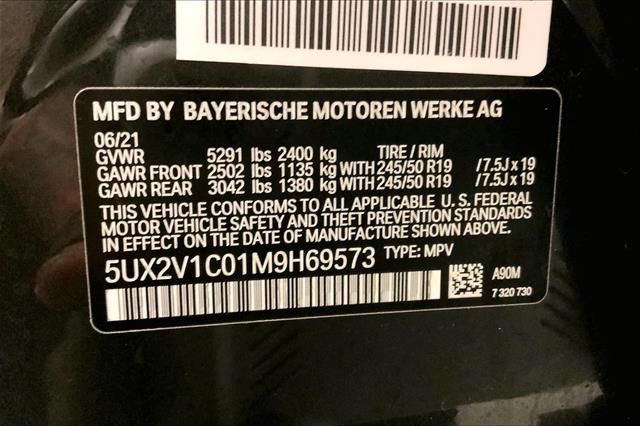 MFD BY BAYERISCHE MOTOREN WERKE AG
06/21
GVWR 5291 lbs 2400 kg TIRE / RIM
GAWR FRONT 2502 lbs 1135 kg WITH 245/50 R19 / 7.5J x 19
GAWR REAR 3042 lbs 1380 kg WITH 245/50 R19 / 7.5J x 19
THIS VEHICLE CONFORMS TO ALL APPLICABLE U. S. FEDERAL
MOTOR VEHICLE SAFETY AND THEFT PREVENTION STANDARDS
IN EFFECT ON THE DATE OF MANUFACTURE SHOWN ABOVE:
5UX2V1C01M9H69573 TYPE: MPV
A90M
7 320 730